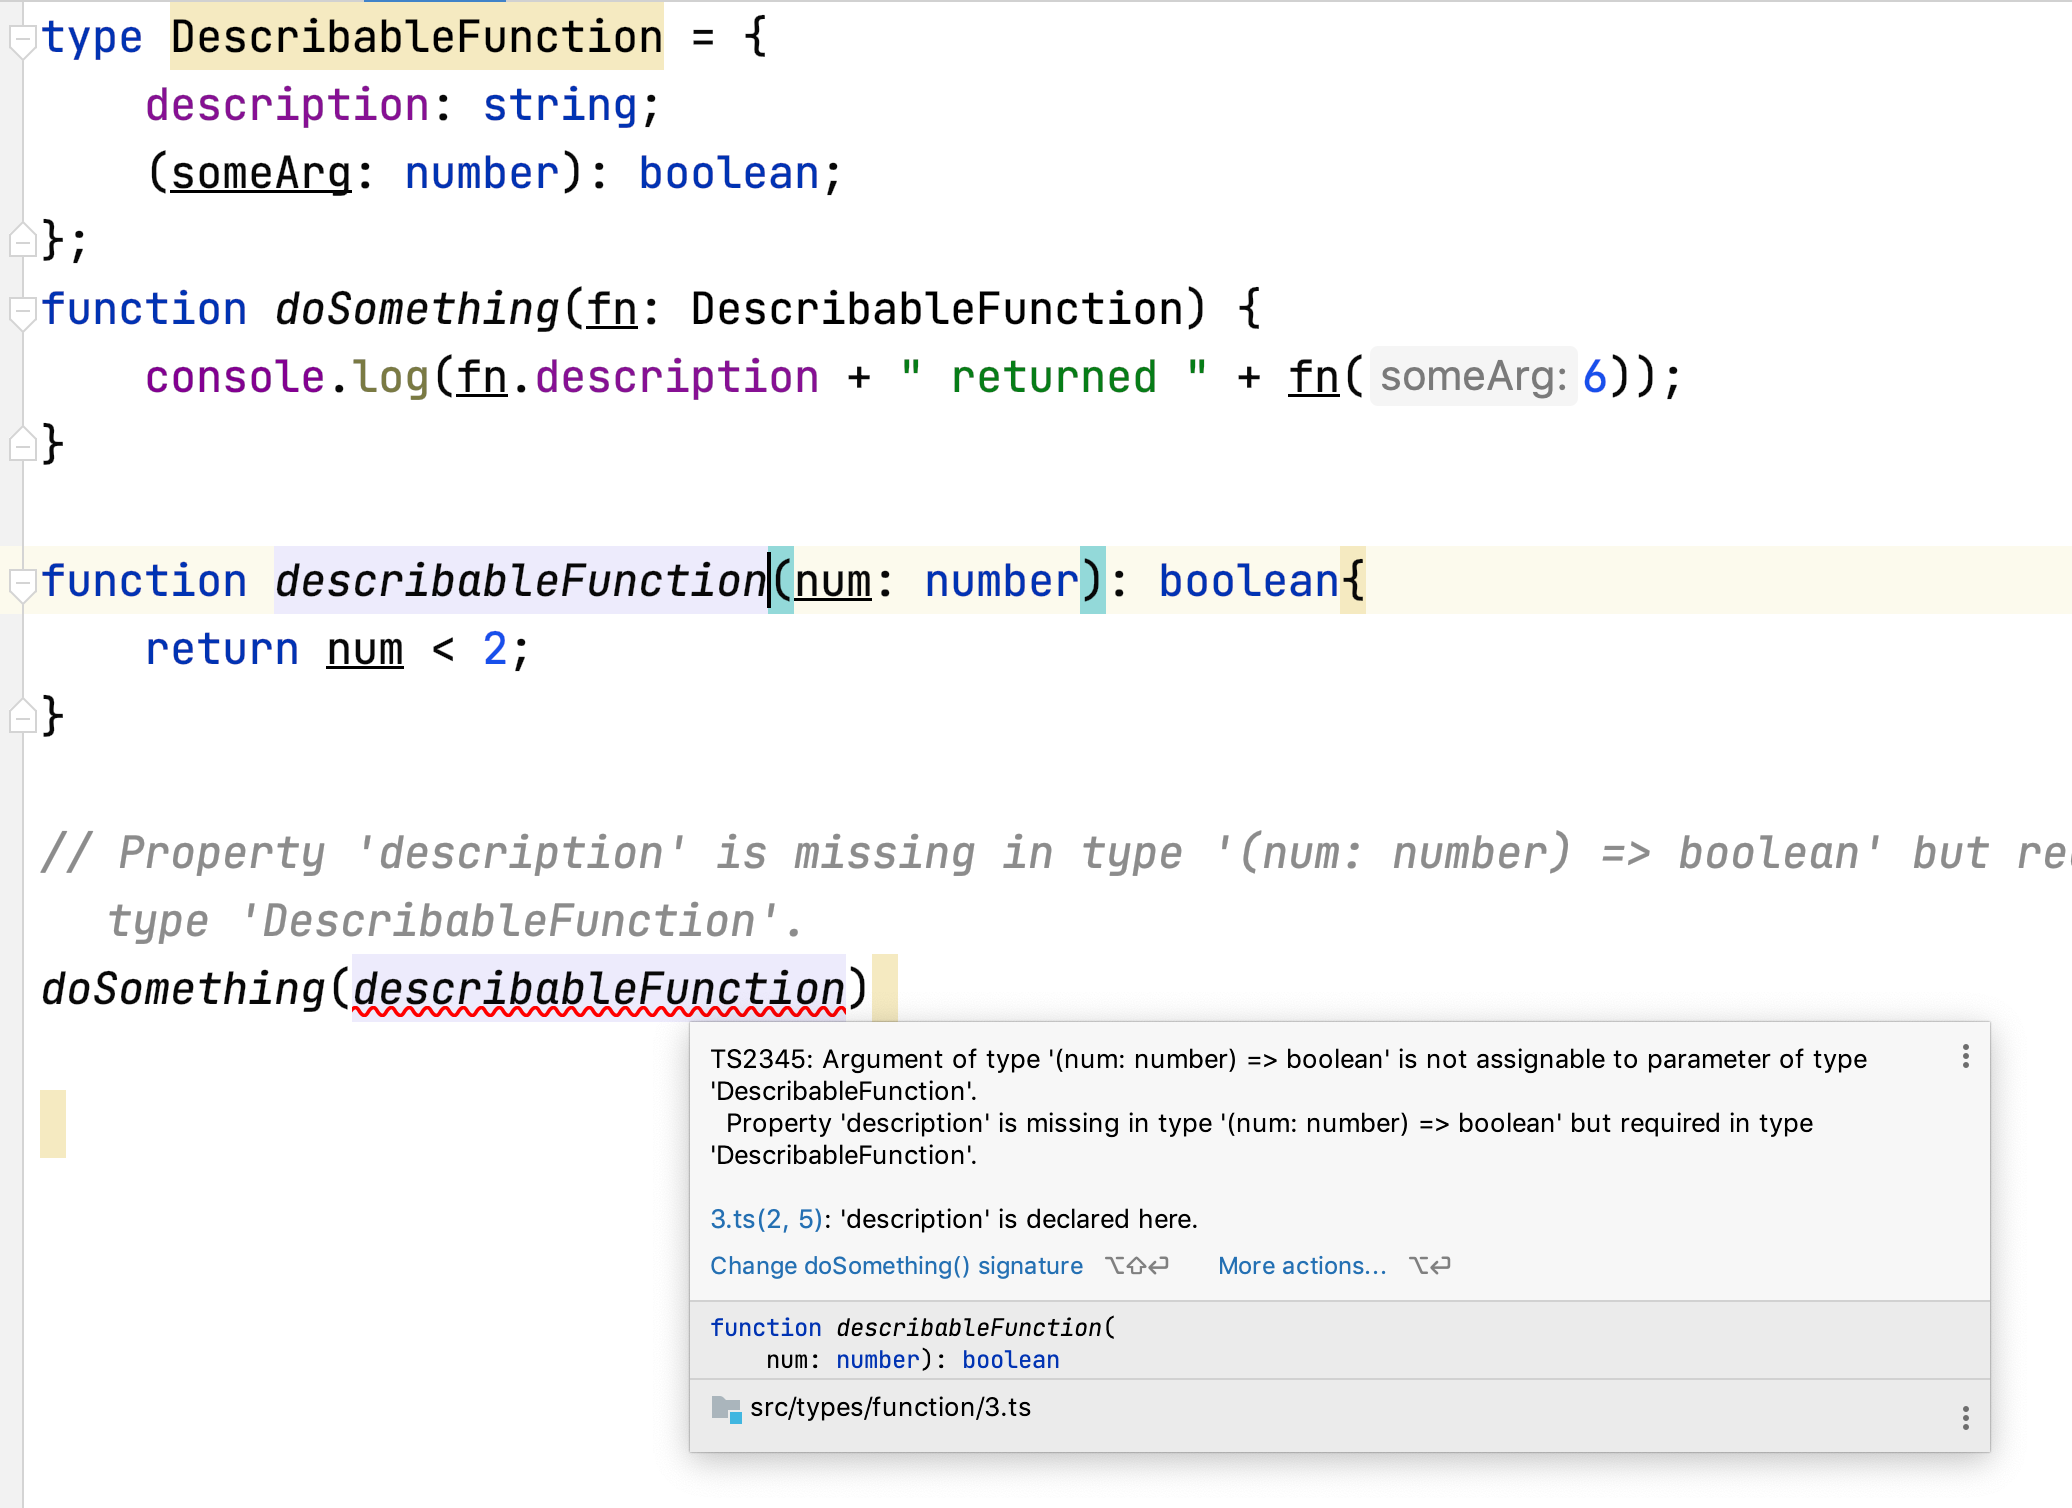 type DescribableFunction = {
description: string;
(someArg: number): boolean;
};
function doSomething(fn: DescribableFunction) {
console.log(fn.description + " returned " + fn( someArg: 6));
}
function describableFunction(num: number): boolean{
return num < 2;
}
// Property 'description' is missing in type '(num: number) => boolean' but
type 'DescribableFunction'.
doSomething(describableFunction)
TS2345: Argument of type '(num: number) => boolean' is not assignable to parameter of type
'DescribableFunction'.
Property 'description' is missing in type '(num: number) => boolean' but required in type
'DescribableFunction'.
3.ts(2, 5): 'description' is declared here.
Change doSomething() signature ⌥⇧⏎ More actions... ⌥⏎
function describableFunction(
num: number): boolean
src/types/function/3.ts